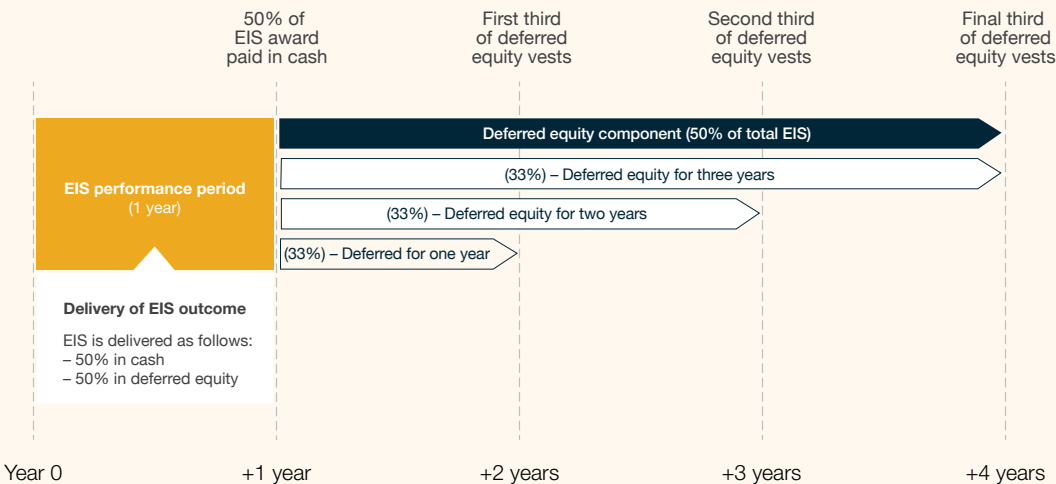 50% of
EIS award
paid in cash
First third
of deferred
equity vests
Second third
of deferred
equity vests
Final third
of deferred
equity vests
EIS performance period
(1 year)
Deferred equity component (50% of total EIS)
(33%) – Deferred equity for three years
(33%) – Deferred equity for two years
(33%) – Deferred for one year
Delivery of EIS outcome
EIS is delivered as follows:
– 50% in cash
– 50% in deferred equity
Year 0
+1 year
+2 years
+3 years
+4 years